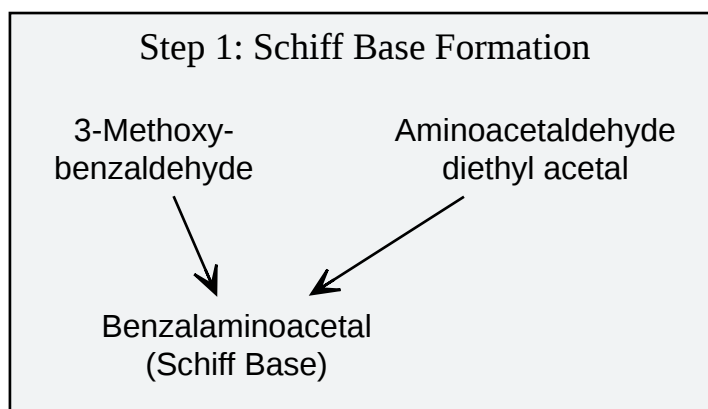 Step 1: Schiff Base Formation
3-Methoxy-
benzaldehyde
Aminoacetaldehyde
diethyl acetal
Benzalaminoacetal
(Schiff Base)